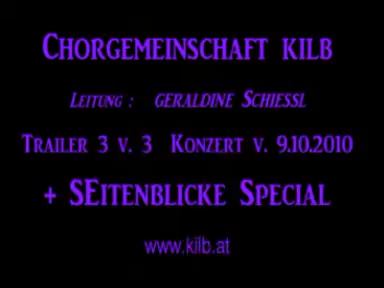 CHORGEMEINSCHAFT KILB
LEITUNG : GERALDINE SCHIESSL
TRAILER 3 V. 3 KONZERT V. 9.10.2010
+ SEITENBLICKE SPECIAL
www.kilb.at